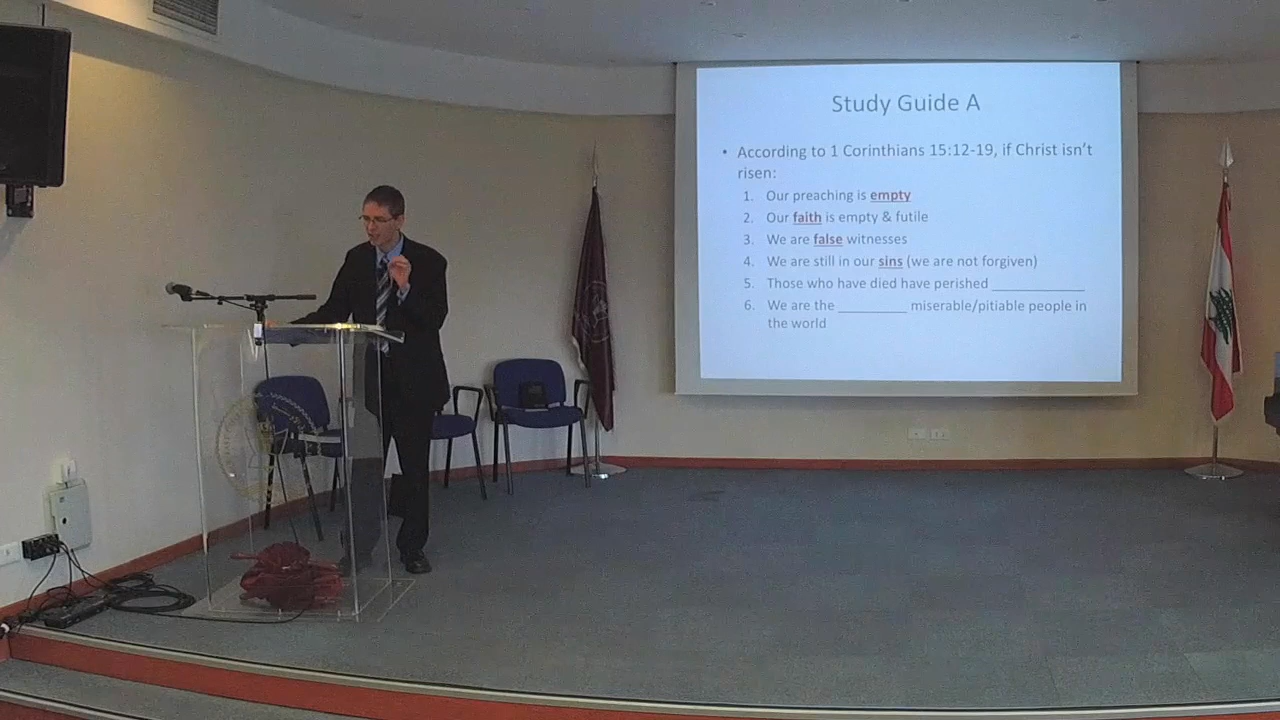 Study Guide A
• According to 1 Corinthians 15:12-19, if Christ isn't
risen:
1. Our preaching is empty
2. Our faith is empty & futile
3. We are false witnesses
4. We are still in our sins (we are not forgiven)
5. Those who have died have perished ____________
6. We are the _________ miserable/pitiable people in
the world